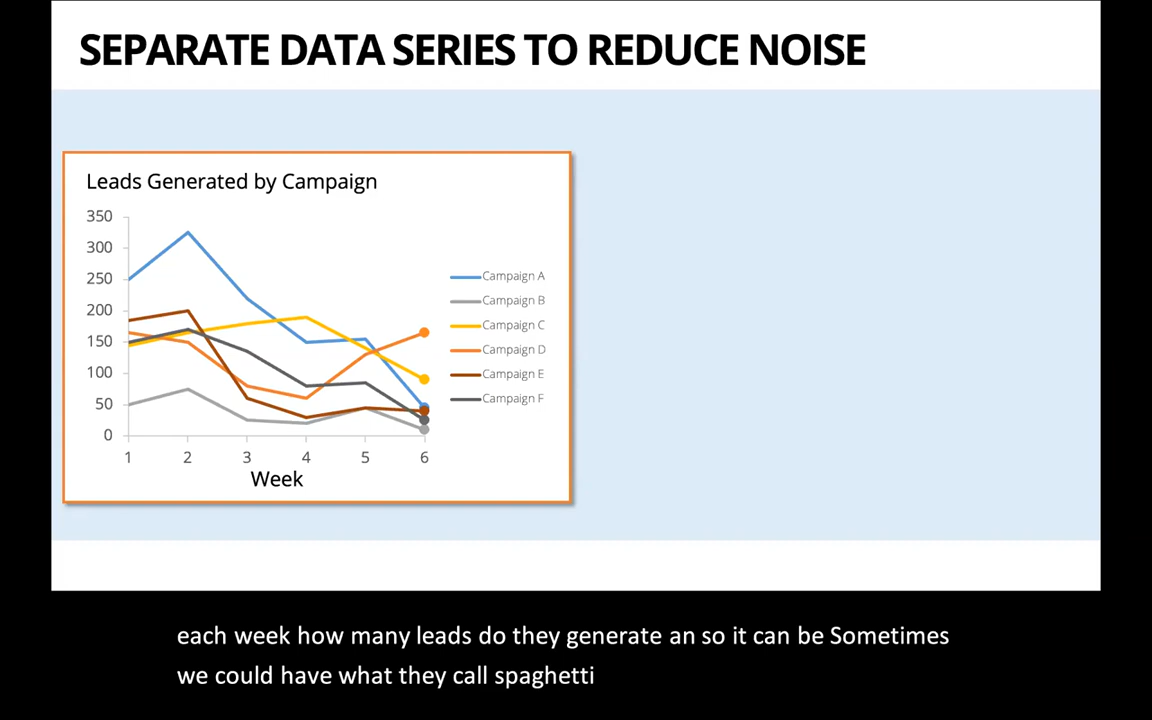 SEPARATE DATA SERIES TO REDUCE NOISE
Leads Generated by Campaign
350
300
250
200
150
100
50
0
1 2 3 4 5 6
Week
Campaign A
Campaign B
Campaign C
Campaign D
Campaign E
Campaign F
each week how many leads do they generate an so it can be Sometimes
we could have what they call spaghetti